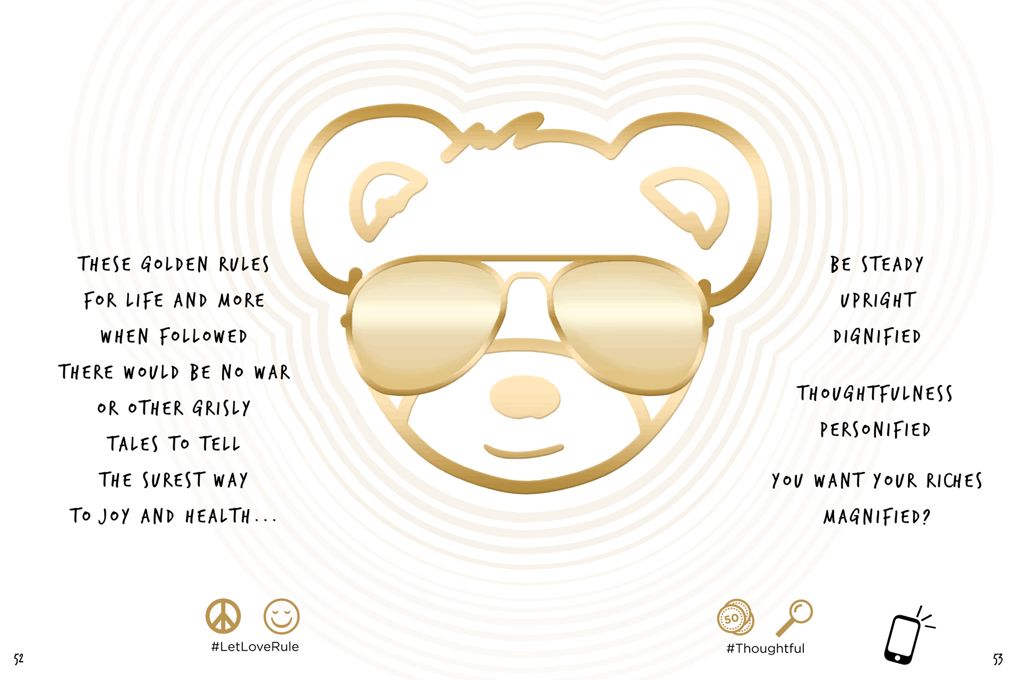 THESE GOLDEN RULES
FOR LIFE AND MORE
WHEN FOLLOWED
THERE WOULD BE NO WAR
OR OTHER GRISLY
TALES TO TELL
THE SUREST WAY
TO JOY AND HEALTH...
#LetLoveRule
52
BE STEADY
UPRIGHT
DIGNIFIED
THOUGHTFULNESS
PERSONIFIED
YOU WANT YOUR RICHES
MAGNIFIED?
50
#Thoughtful
53